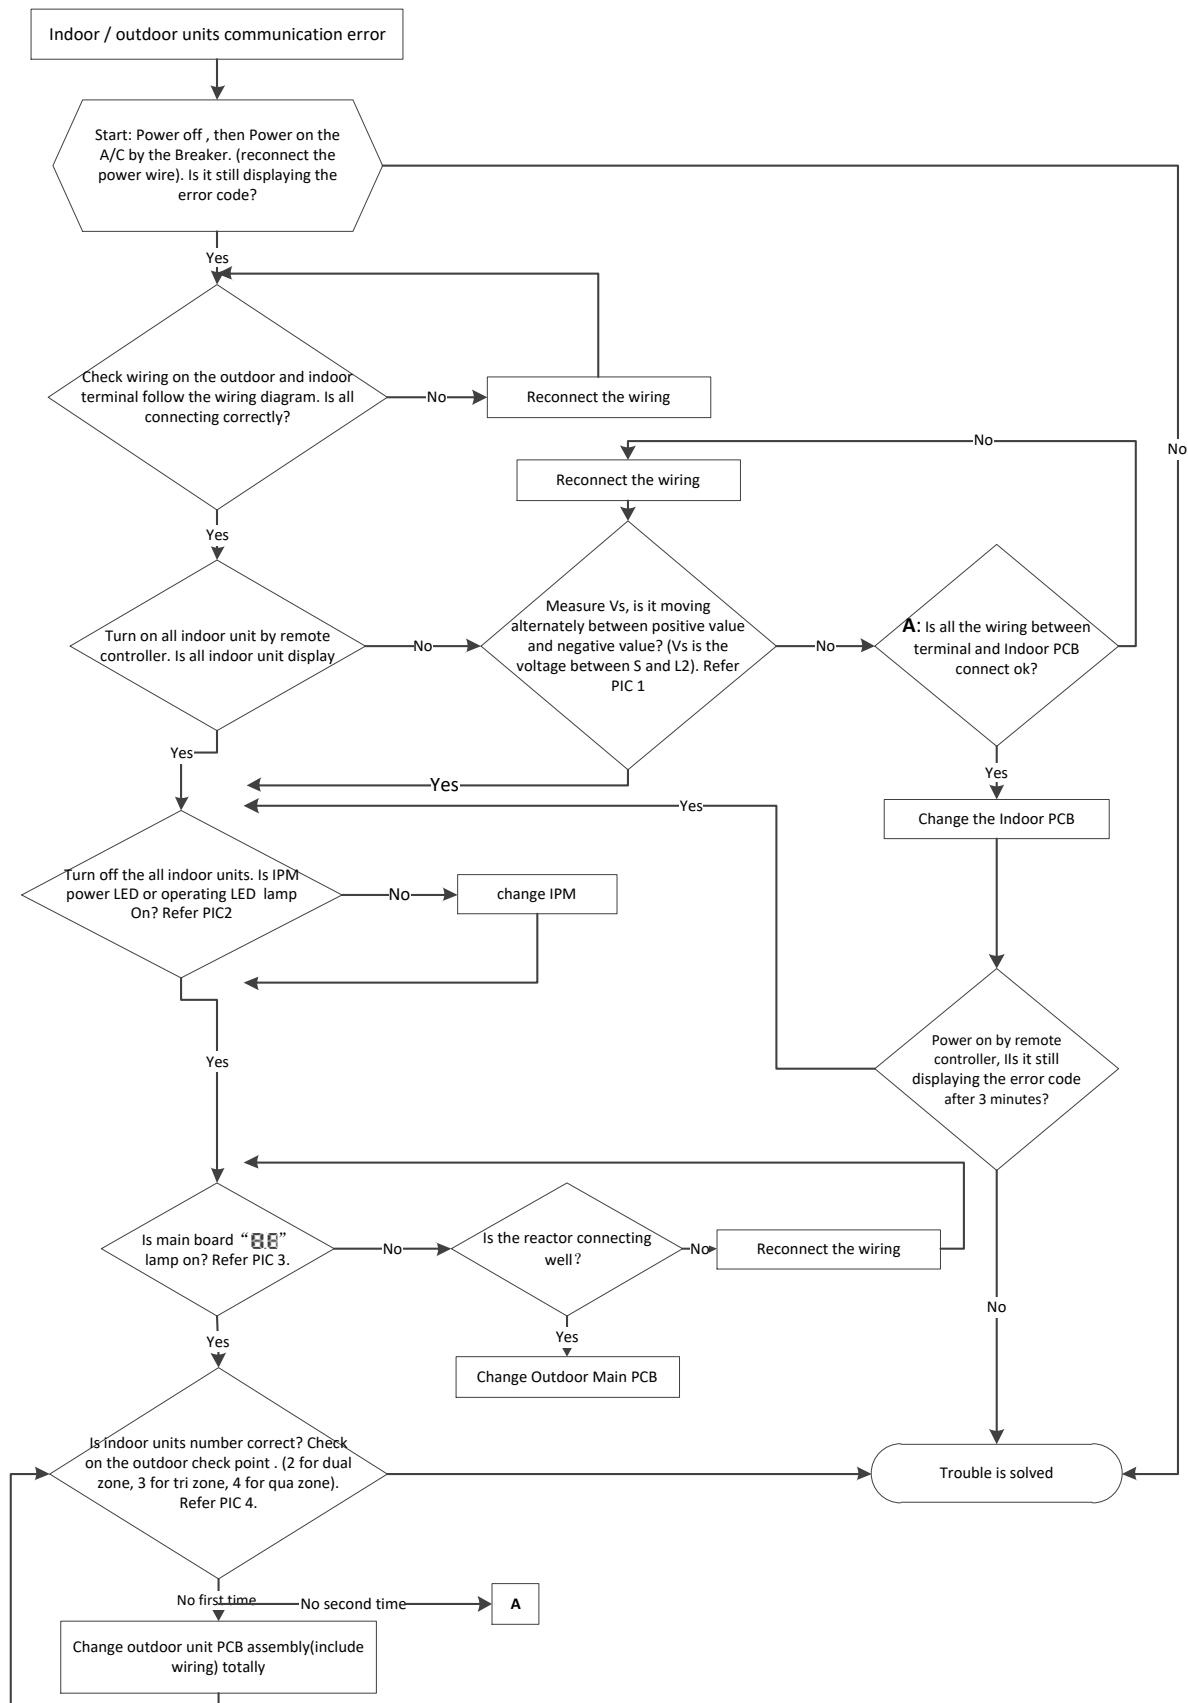 Indoor / outdoor units communication error
Start: Power off , then Power on the
A/C by the Breaker. (reconnect the
power wire). Is it still displaying the
error code?
Yes
No
Check wiring on the outdoor and indoor
terminal follow the wiring diagram. Is all
connecting correctly?
No
Reconnect the wiring
Yes
No
Reconnect the wiring
Turn on all indoor unit by remote
controller. Is all indoor unit display
No
Measure Vs, is it moving
alternately between positive value
and negative value? (Vs is the
voltage between S and L2). Refer
PIC 1
No
A: Is all the wiring between
terminal and Indoor PCB
connect ok?
Yes
Yes
Yes
Change the Indoor PCB
Yes
Turn off the all indoor units. Is IPM
power LED or operating LED lamp
On? Refer PIC2
No
change IPM
Yes
Power on by remote
controller, IIs it still
displaying the error code
after 3 minutes?
No
Is main board “8.8”
lamp on? Refer PIC 3.
No
Is the reactor connecting
well？
No
Reconnect the wiring
Yes
Change Outdoor Main PCB
Yes
Is indoor units number correct? Check
on the outdoor check point . (2 for dual
zone, 3 for tri zone, 4 for qua zone).
Refer PIC 4.
Trouble is solved
No first time
No second time
A
Change outdoor unit PCB assembly(include
wiring) totally